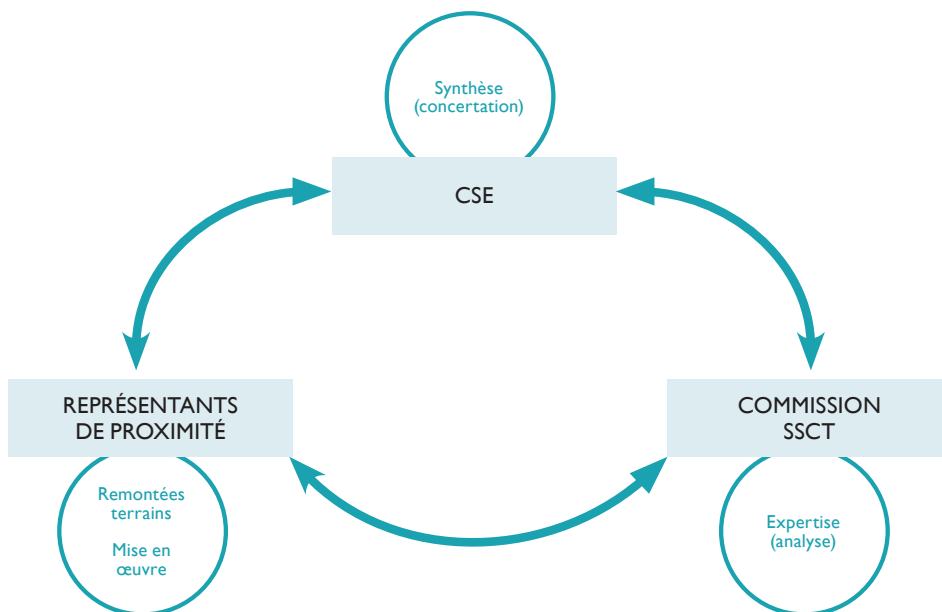 Synthèse
(concertation)
CSE
REPRÉSENTANTS
DE PROXIMITÉ
COMMISSION
SSCT
Remontées
terrains
Mise en
œuvre
Expertise
(analyse)